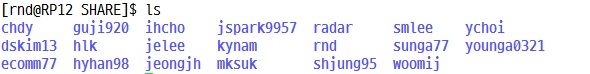 [rnd@RP12 SHARE]$ ls
chdy guji920 ihcho jspark9957 radar smlee ychoi
dskim13 hlk jelee kynam rnd sunga77 younga0321
ecomm77 hyhan98 jeongjh mksuk shjung95 woomij